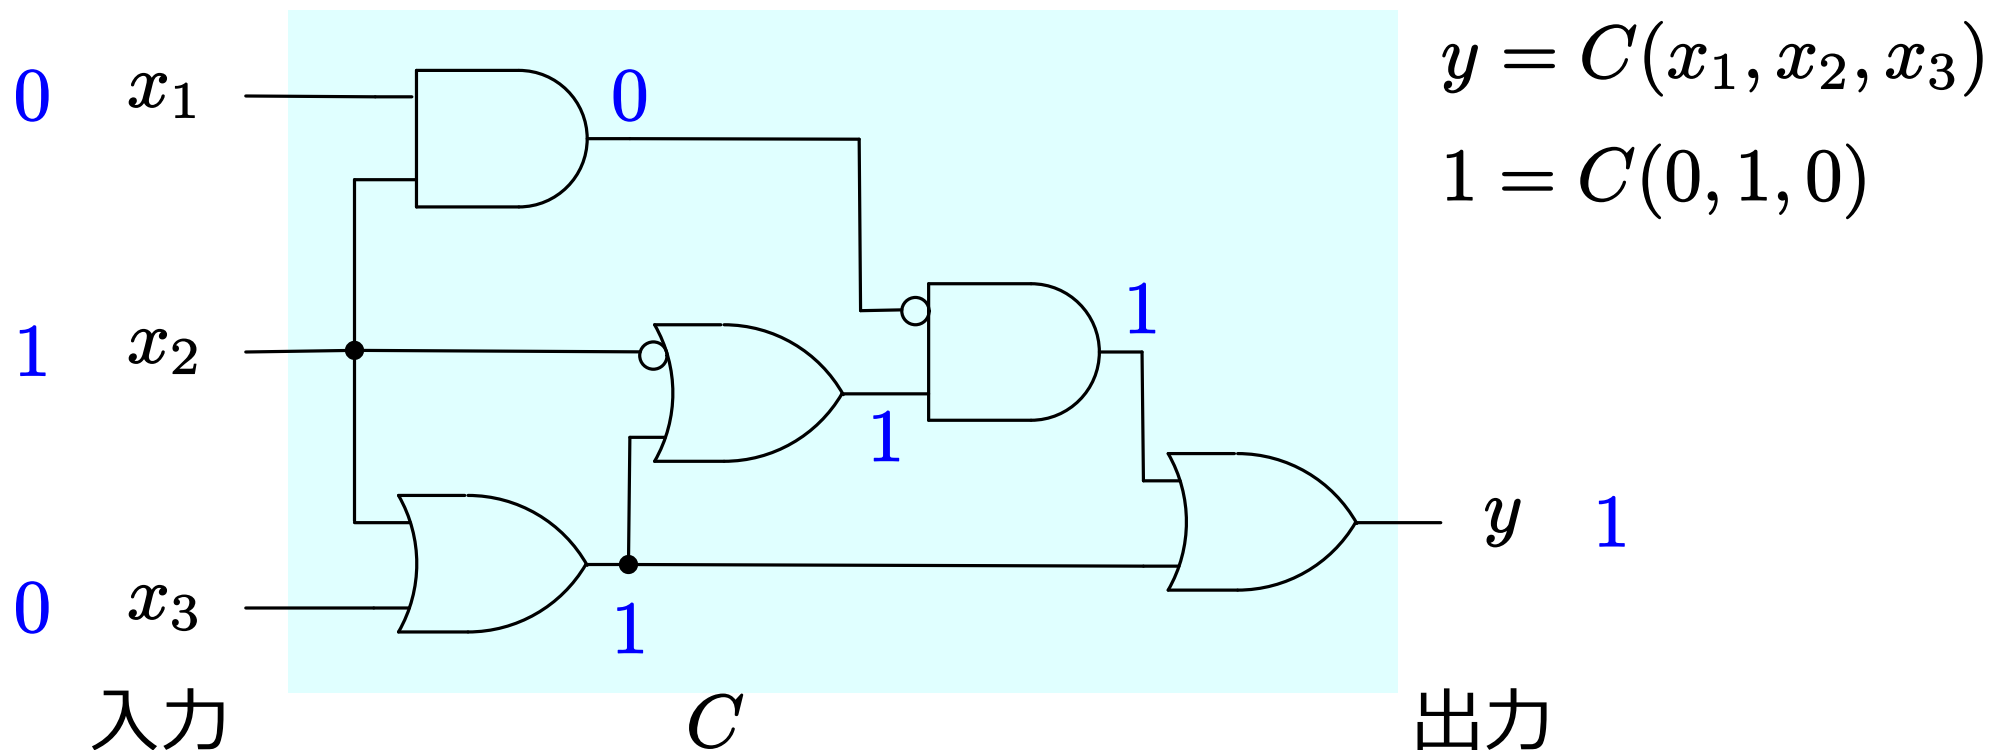 0 x₁ 0 y = C(x₁, x₂, x₃)
1 = C(0, 1, 0)
1 x₂ 1
1
0 x₃ 1
y 1
入力 C 出力